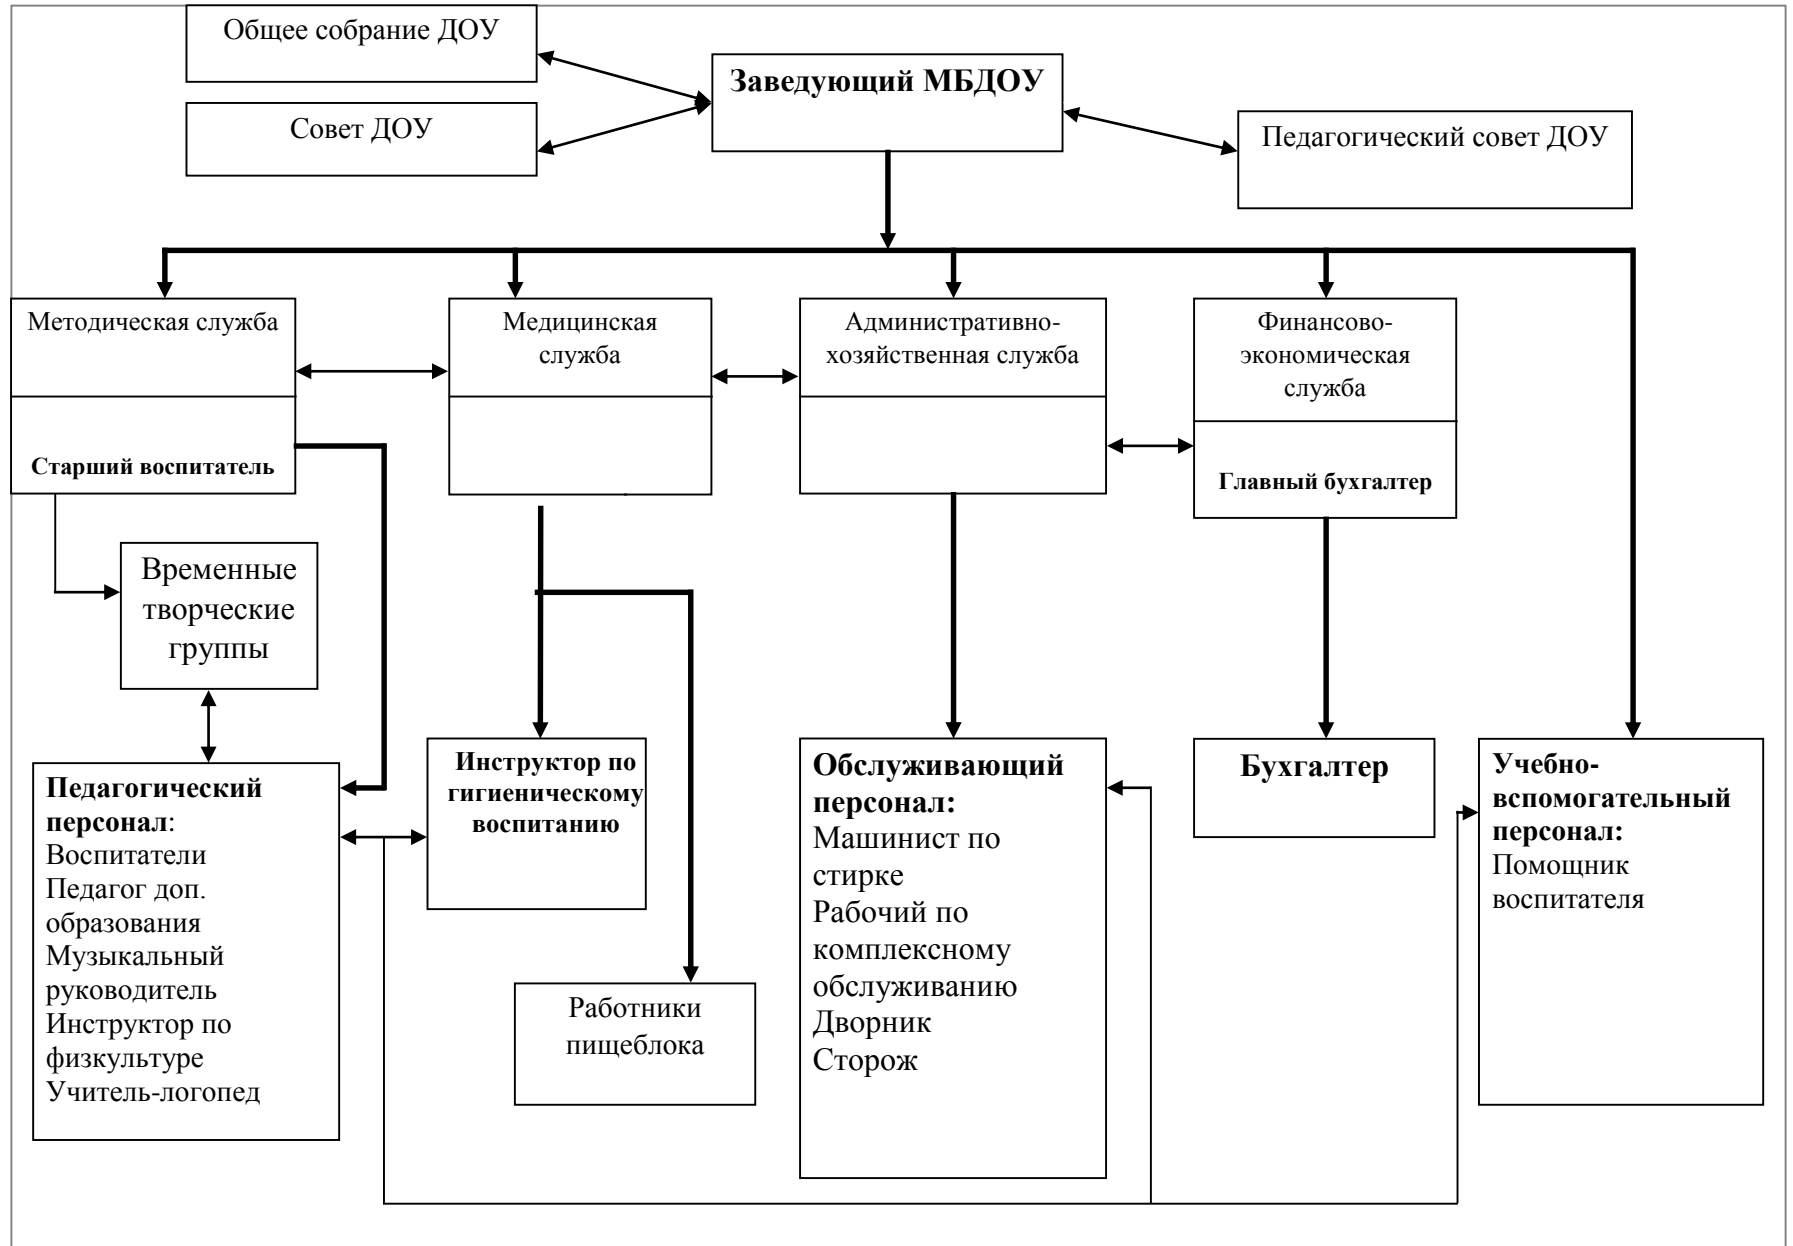 Общее собрание ДОУ
Заведующий МБДОУ
Совет ДОУ
Педагогический совет ДОУ
Методическая служба
Старший воспитатель
Медицинская
служба
Административно-
хозяйственная служба
Финансово-
экономическая
служба
Главный бухгалтер
Временные
творческие
группы
Педагогический
персонал:
Воспитатели
Педагог доп.
образования
Музыкальный
руководитель
Инструктор по
физкультуре
Учитель-логопед
Инструктор по
гигиеническому
воспитанию
Работники
пищеблока
Обслуживающий
персонал:
Машинист по
стирке
Рабочий по
комплексному
обслуживанию
Дворник
Сторож
Бухгалтер
Учебно-
вспомогательный
персонал:
Помощник
воспитателя